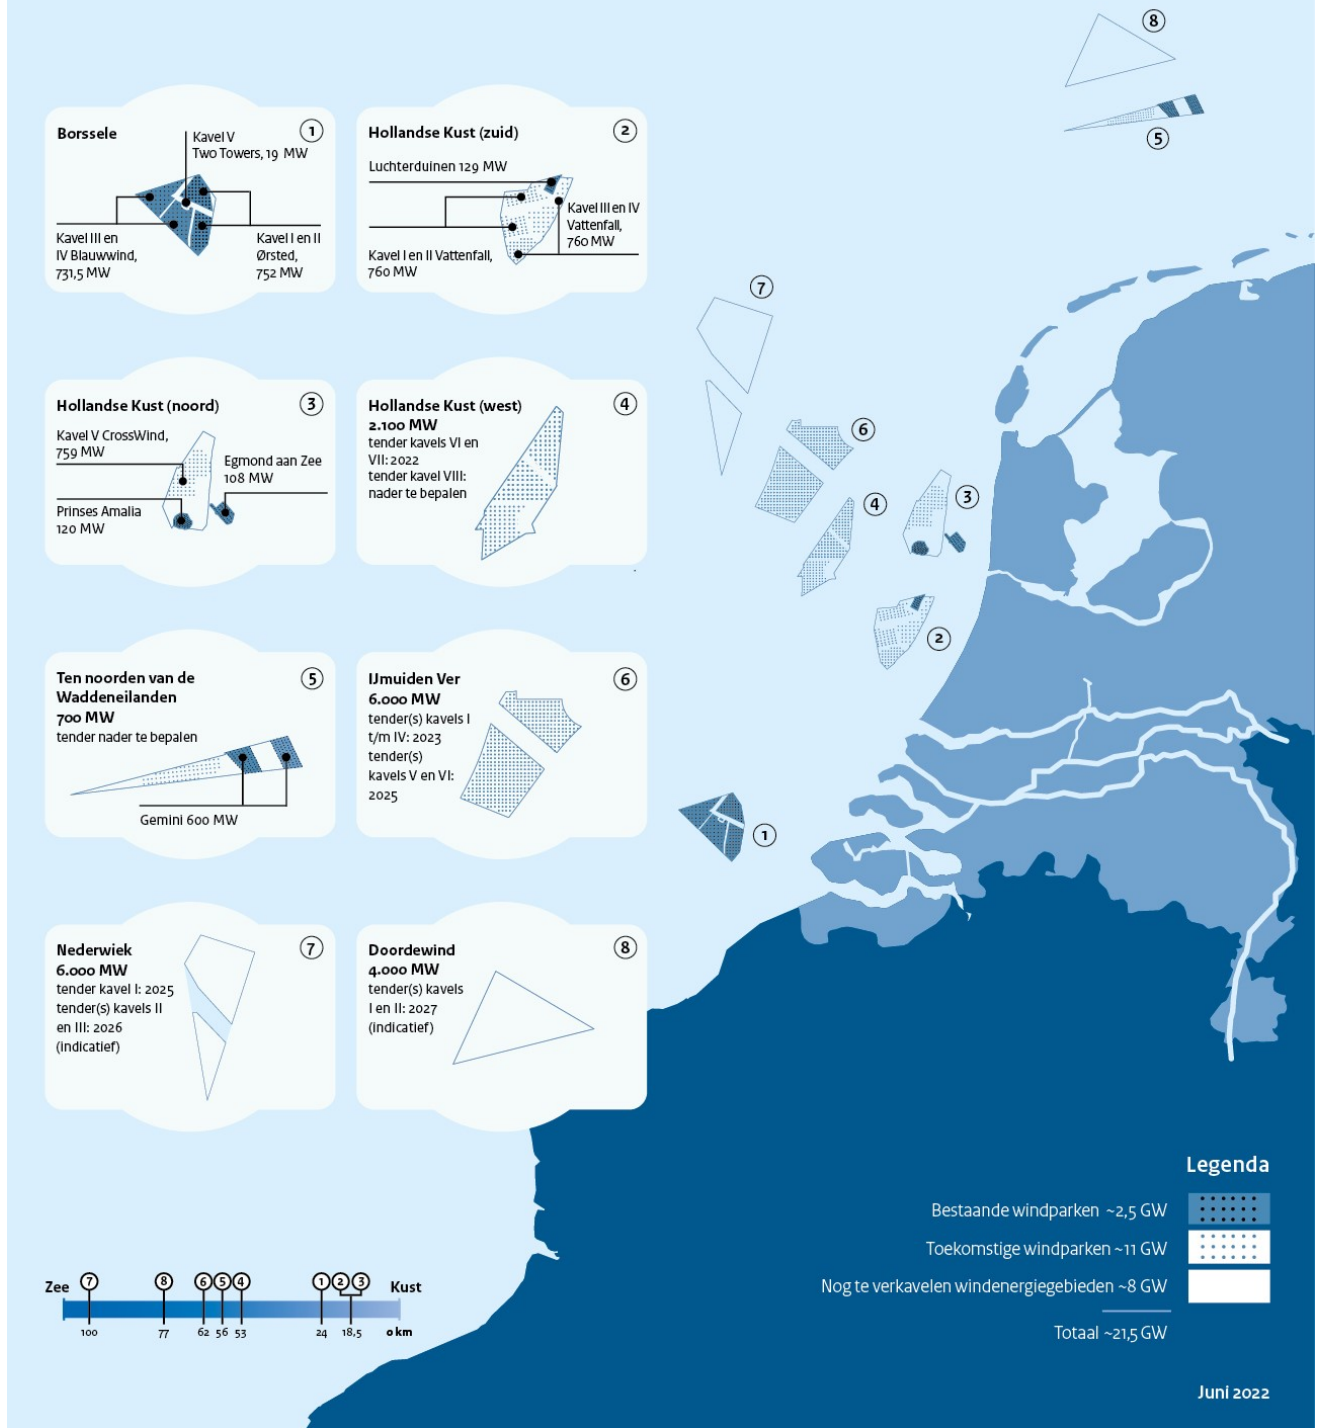 Borssele
1
Kavel V
Two Towers, 19 MW
Kavel III en
IV Blauwwind,
731,5 MW
Kavel I en II
Ørsted,
752 MW
Hollandse Kust (zuid)
2
Luchterduinen 129 MW
Kavel III en IV
Vattenfall,
760 MW
Kavel I en II Vattenfall,
760 MW
Hollandse Kust (noord)
3
Kavel V CrossWind,
759 MW
Egmond aan Zee
108 MW
Prinses Amalia
120 MW
Hollandse Kust (west)
4
2.100 MW
tender kavels VI en
VII: 2022
tender kavel VIII:
nader te bepalen
Ten noorden van de
Waddeneilanden
5
700 MW
tender nader te bepalen
Gemini 600 MW
IJmuiden Ver
6
6.000 MW
tender(s) kavels I
t/m IV: 2023
tender(s)
kavels V en VI:
2025
Nederwiek
7
6.000 MW
tender kavel I: 2025
tender(s) kavels II
en III: 2026
(indicatief)
Doordewind
8
4.000 MW
tender(s) kavels
I en II: 2027
(indicatief)
8
5
7
6
4
3
2
1
Legenda
Bestaande windparken ~2,5 GW
Toekomstige windparken ~11 GW
Nog te verkavelen windenergiegebieden ~8 GW
Totaal ~21,5 GW
Zee 7 8 6 5 4 1 2 3 Kust
100 77 62 56 53 24 18,5 0 km
Juni 2022